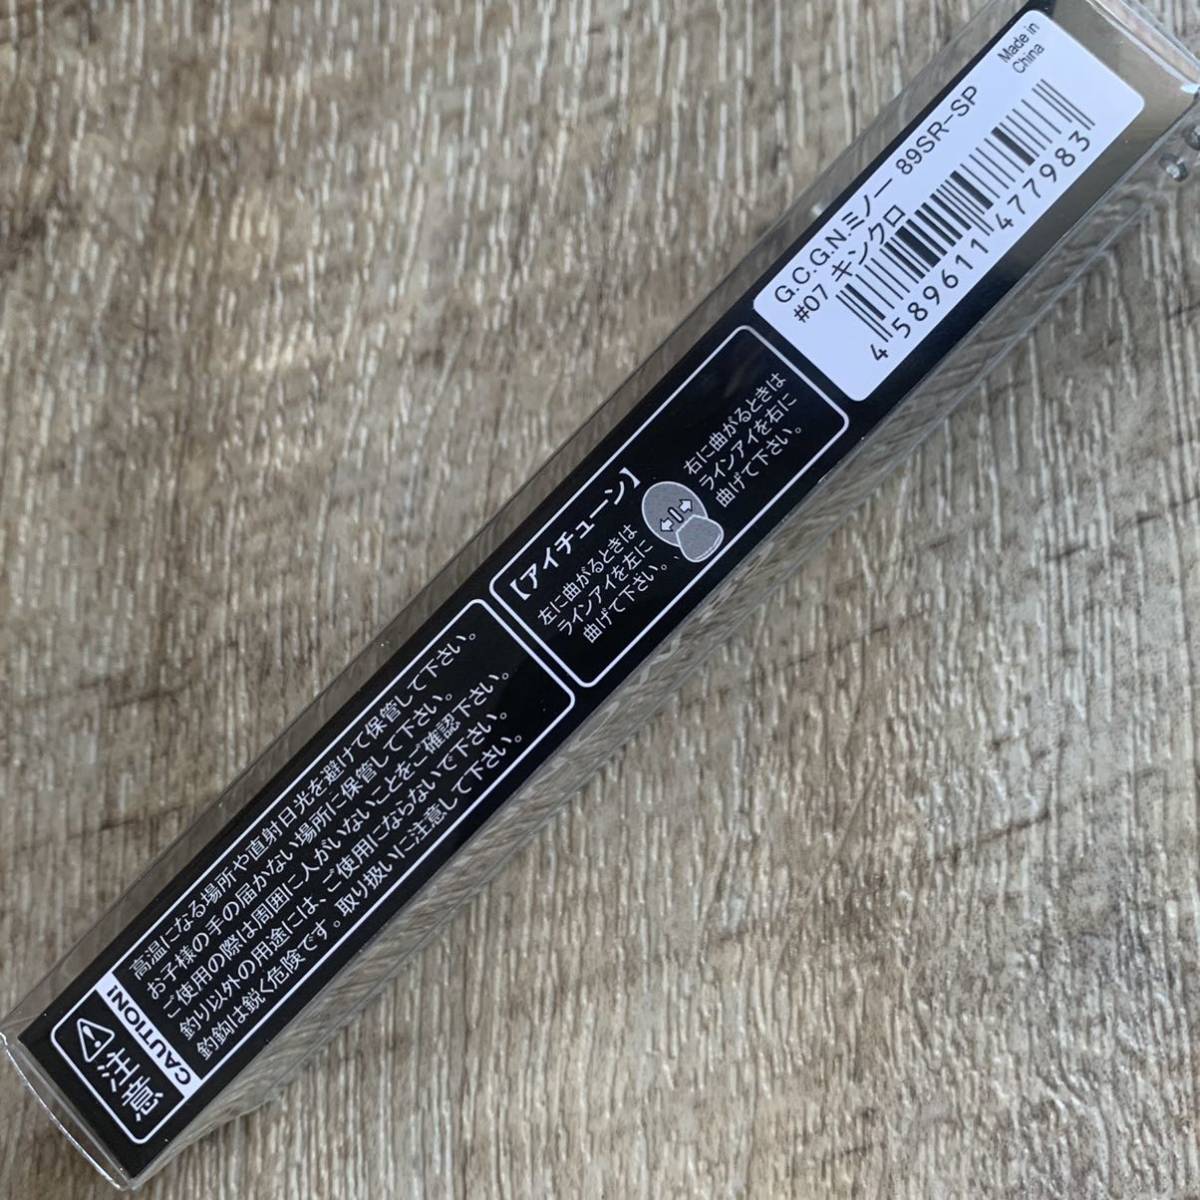 G.C.G.N.ミノー 89SR-SP
#07 キンクロ
Made in
China
4 589611 477983
【アイチューン】
左に曲がるときは
ラインアイを左に
曲げて下さい。
右に曲がるときは
ラインアイを右に
曲げて下さい。
注意
CAUTION!
高温になる場所や直射日光を避けて保管して下さい。
お子様の手の届かない場所に保管して下さい。
ご使用の際は周囲に人がいないことをご確認下さい。
釣り以外の用途には、ご使用にならないで下さい。
釣鈎は鋭く危険です。取り扱いに注意して下さい。